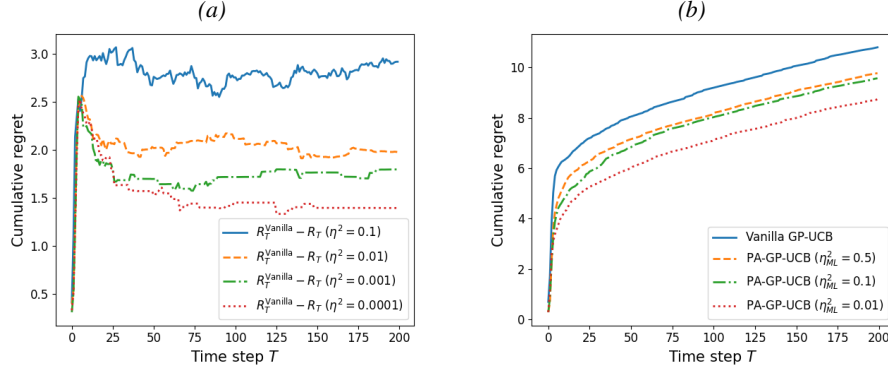 (a)
Cumulative regret
3.0
2.5
2.0
1.5
1.0
0.5
0 25 50 75 100 125 150 175 200
Time step T
R_T^Vanilla − R_T (η² = 0.1)
R_T^Vanilla − R_T (η² = 0.01)
R_T^Vanilla − R_T (η² = 0.001)
R_T^Vanilla − R_T (η² = 0.0001)
(b)
Cumulative regret
10
8
6
4
2
0
0 25 50 75 100 125 150 175 200
Time step T
Vanilla GP-UCB
PA-GP-UCB (η²_ML = 0.5)
PA-GP-UCB (η²_ML = 0.1)
PA-GP-UCB (η²_ML = 0.01)